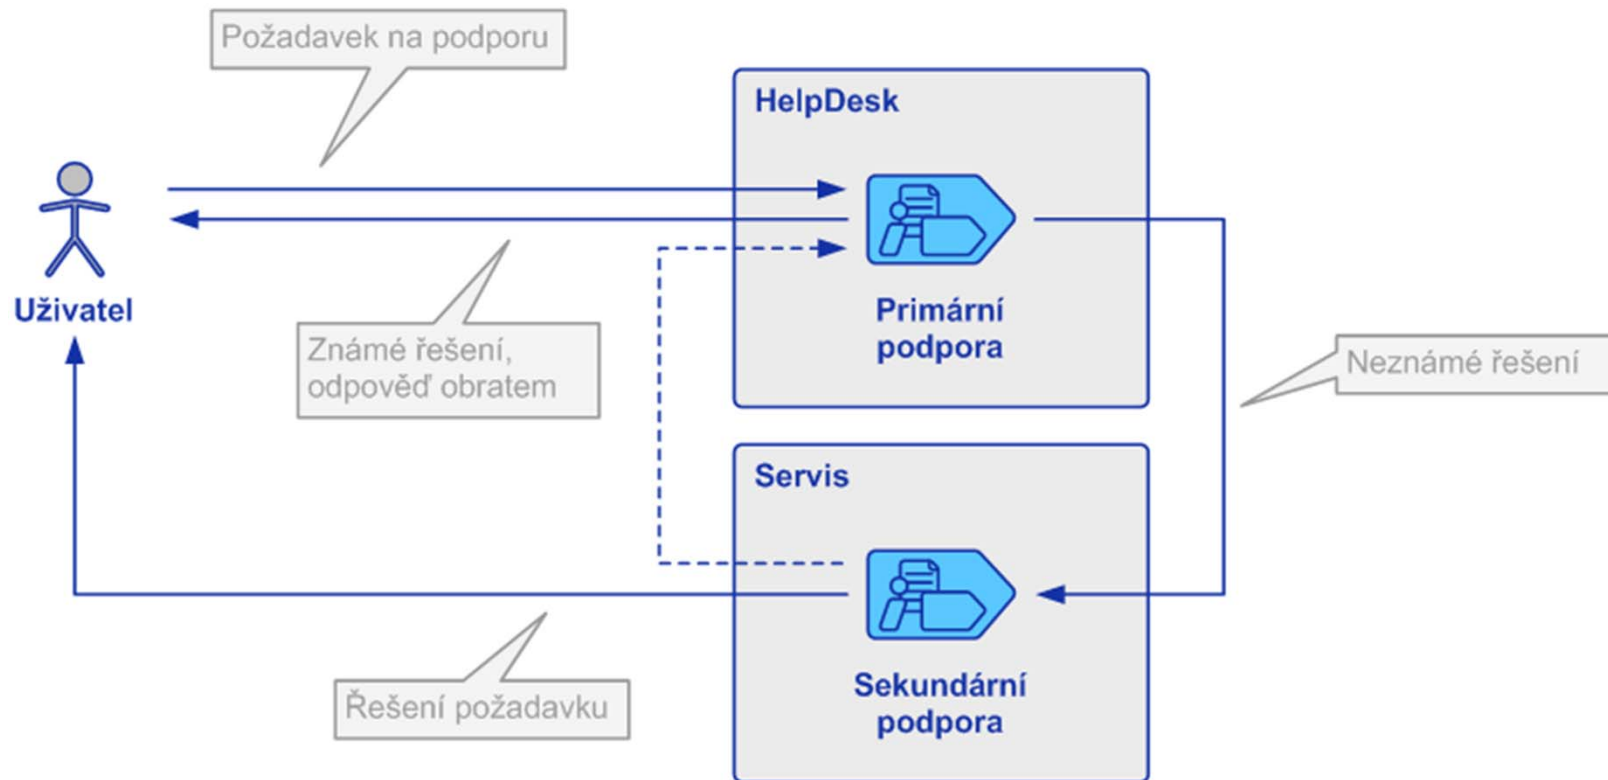 Požadavek na podporu
HelpDesk
Uživatel
Primární
podpora
Známé řešení,
odpověď obratem
Neznámé řešení
Servis
Sekundární
podpora
Řešení požadavku